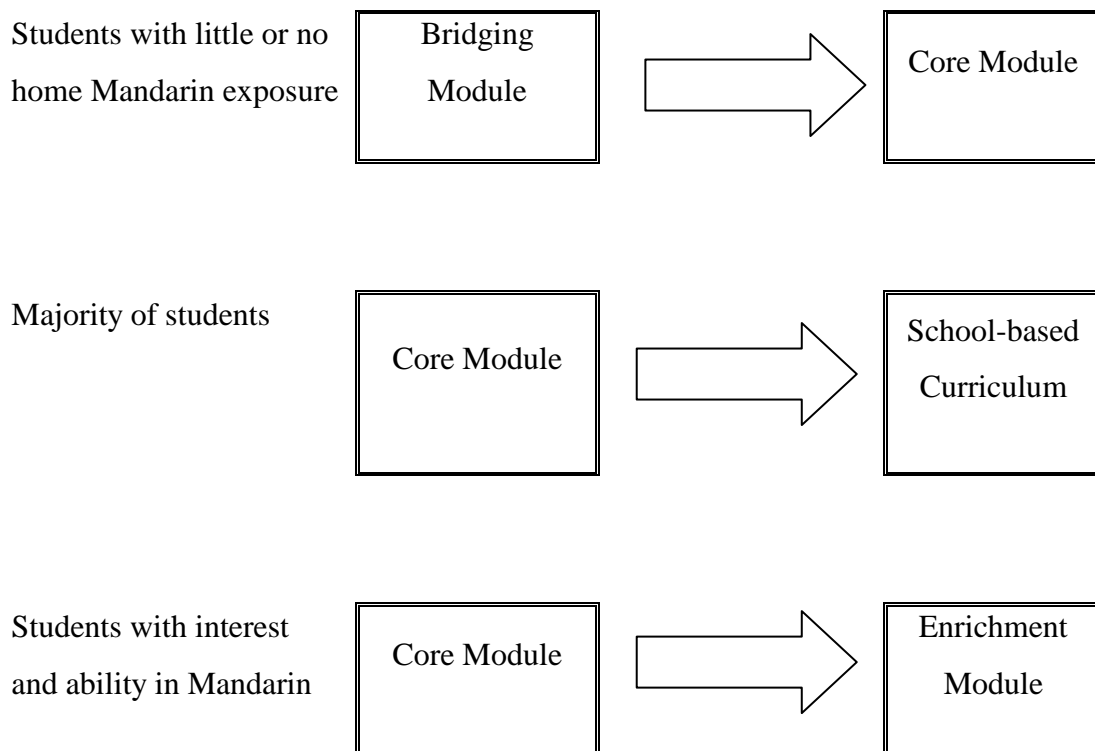 Students with little or no
home Mandarin exposure
Bridging
Module
Core Module
Majority of students
Core Module
School-based
Curriculum
Students with interest
and ability in Mandarin
Core Module
Enrichment
Module